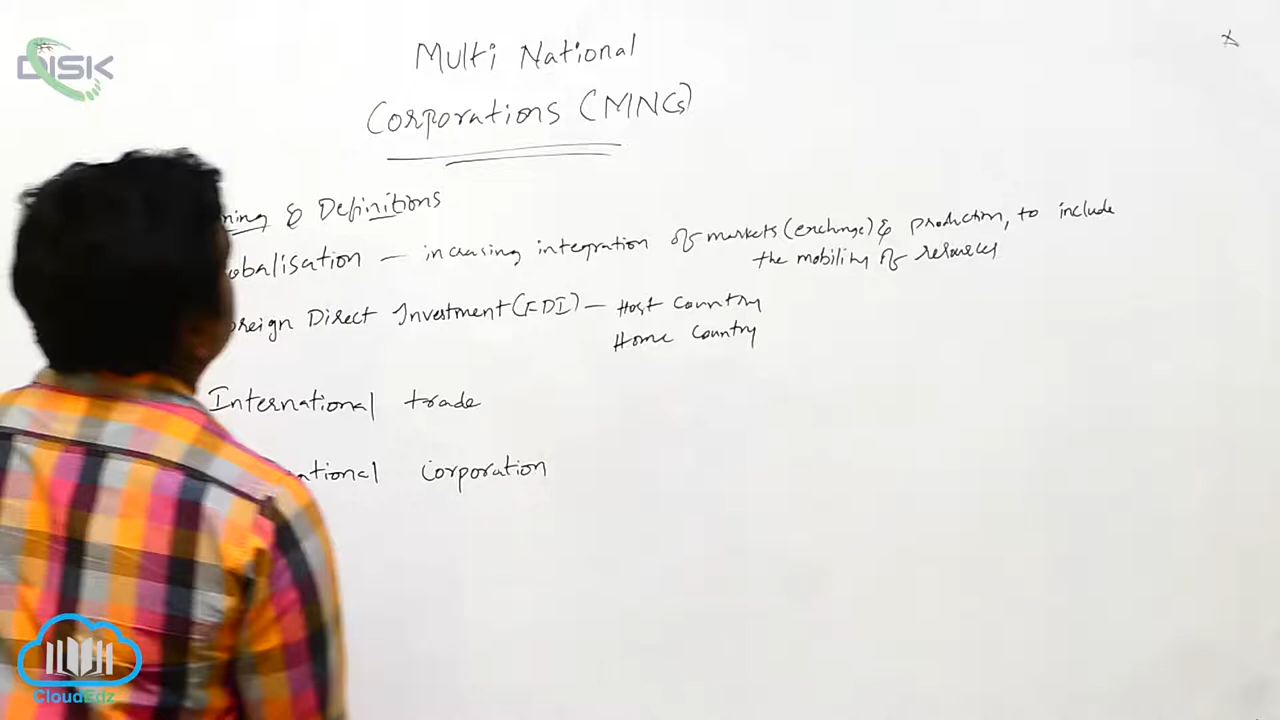 DISK
Multi National
Corporations (MNCs)
& Definitions
obalisation — increasing integration of markets (exchange) & production, to include
the mobility of resources
oreign Direct Investment (FDI) — Host Country
Home Country
International trade
ational Corporation
CloudEdz